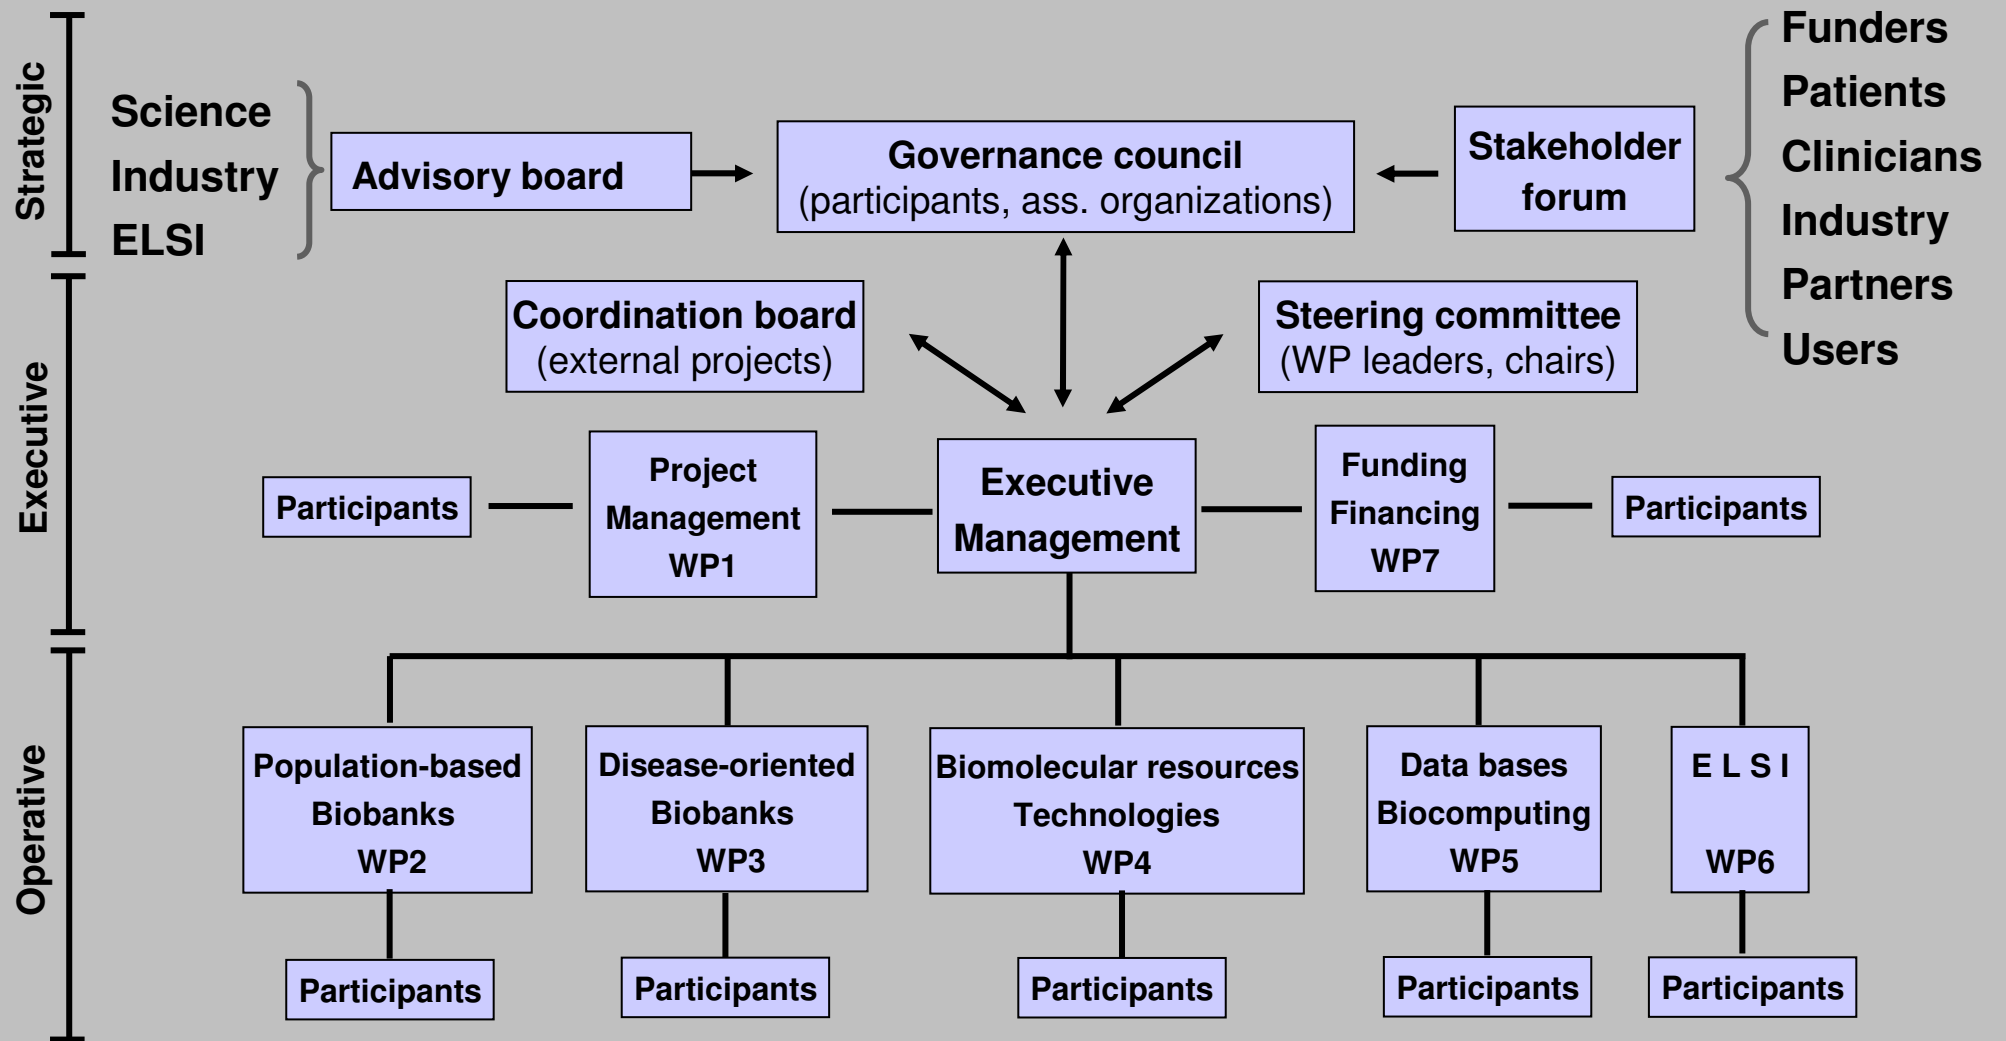 Strategic
Science
Industry
ELSI
Advisory board
Governance council
(participants, ass. organizations)
Stakeholder
forum
Funders
Patients
Clinicians
Industry
Partners
Users
Executive
Coordination board
(external projects)
Steering committee
(WP leaders, chairs)
Participants
Project
Management
WP1
Executive
Management
Funding
Financing
WP7
Participants
Operative
Population-based
Biobanks
WP2
Disease-oriented
Biobanks
WP3
Biomolecular resources
Technologies
WP4
Data bases
Biocomputing
WP5
E L S I
WP6
Participants
Participants
Participants
Participants
Participants